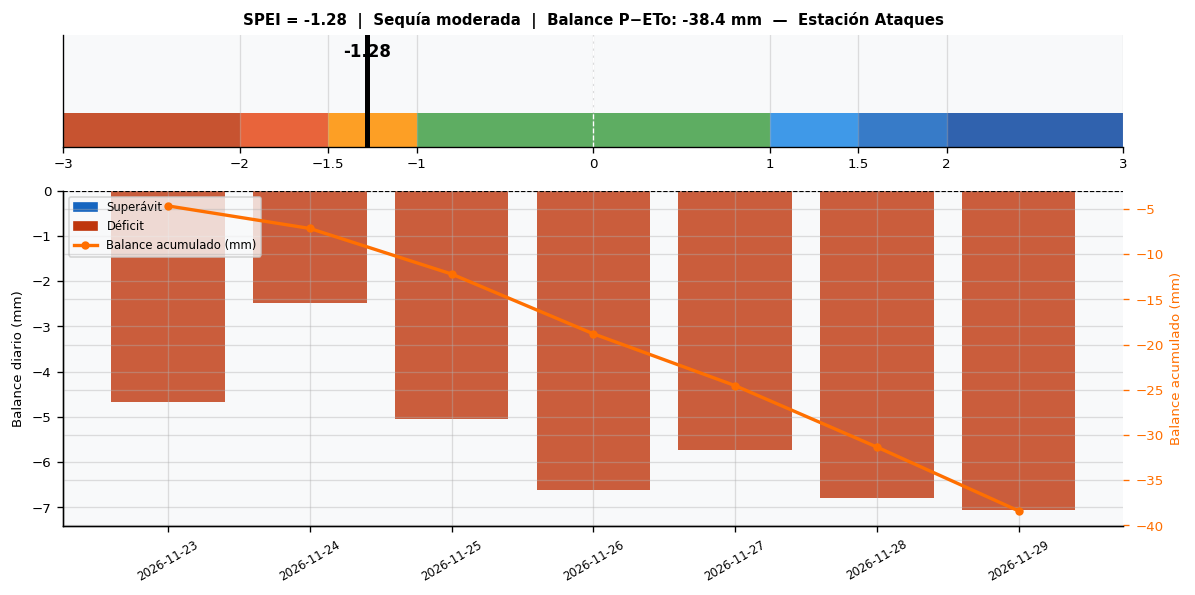 SPEI = -1.28  |  Sequía moderada  |  Balance P−ETo: -38.4 mm  —  Estación Ataques
-1.28
−3 −2 −1.5 −1 0 1 1.5 2 3
Superávit
Déficit
Balance acumulado (mm)
Balance diario (mm)
0
−1
−2
−3
−4
−5
−6
−7
−5
−10
−15
−20
−25
−30
−35
−40
Balance acumulado (mm)
2026-11-23 2026-11-24 2026-11-25 2026-11-26 2026-11-27 2026-11-28 2026-11-29